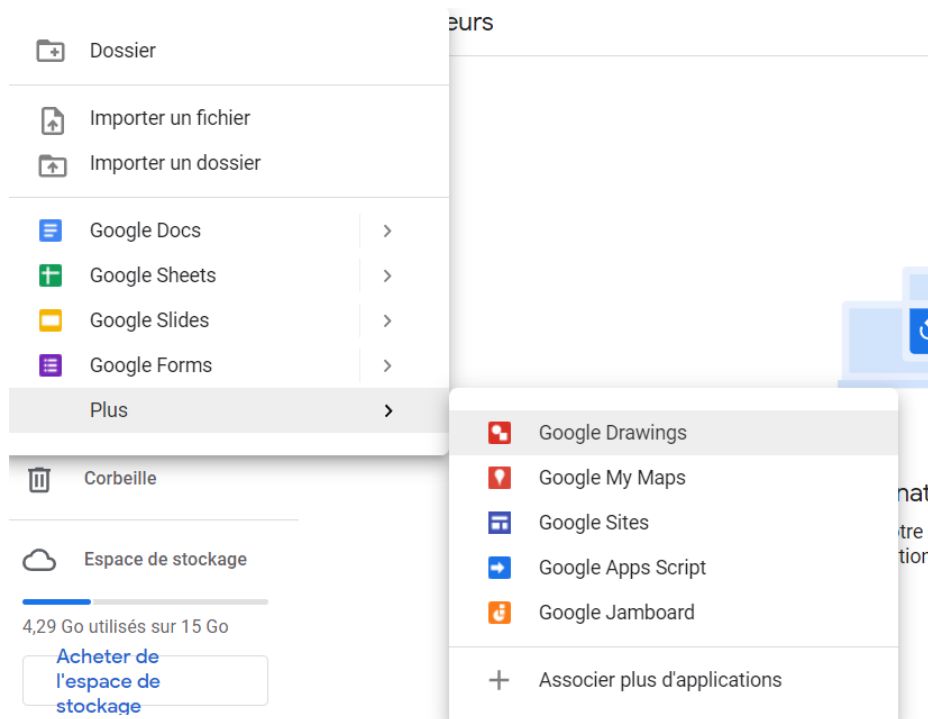 eurs
Dossier
Importer un fichier
Importer un dossier
Google Docs
Google Sheets
Google Slides
Google Forms
Plus
Google Drawings
Google My Maps
Google Sites
Google Apps Script
Google Jamboard
Associer plus d'applications
Corbeille
Espace de stockage
4,29 Go utilisés sur 15 Go
Acheter de
l'espace de
stockage
nat
tre
tion